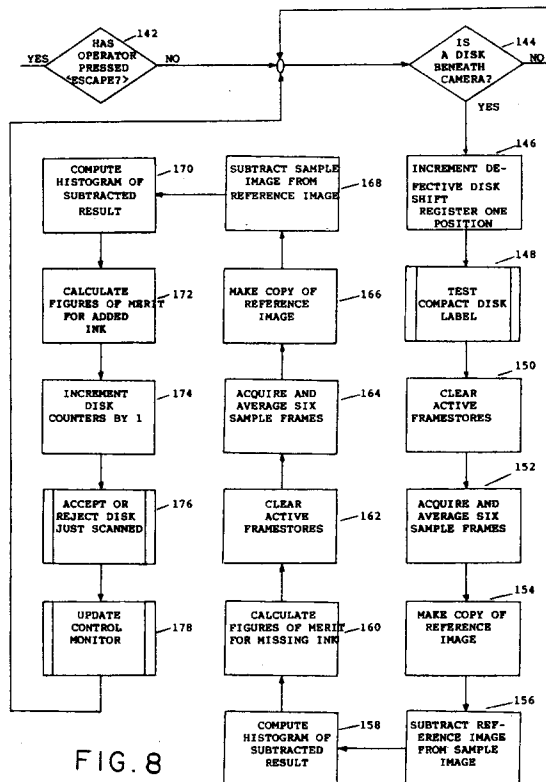 142
YES
HAS
OPERATOR
PRESSED
<ESCAPE?>
NO
IS
A DISK
BENEATH
CAMERA?
144
NO
YES
146
INCREMENT DE-
FECTIVE DISK
SHIFT
REGISTER ONE
POSITION
148
TEST
COMPACT DISK
LABEL
150
CLEAR
ACTIVE
FRAMESTORES
152
ACQUIRE AND
AVERAGE SIX
SAMPLE FRAMES
154
MAKE COPY OF
REFERENCE
IMAGE
156
SUBTRACT REF-
ERENCE IMAGE
FROM SAMPLE
IMAGE
COMPUTE
HISTOGRAM OF
SUBTRACTED
RESULT
158
CALCULATE
FIGURES OF MERIT
FOR MISSING INK
160
CLEAR
ACTIVE
FRAMESTORES
162
ACQUIRE AND
AVERAGE SIX
SAMPLE FRAMES
164
MAKE COPY OF
REFERENCE
IMAGE
166
SUBTRACT SAMPLE
IMAGE FROM
REFERENCE IMAGE
168
COMPUTE
HISTOGRAM OF
SUBTRACTED
RESULT
170
CALCULATE
FIGURES OF MERIT
FOR ADDED
INK
172
INCREMENT
DISK
COUNTERS BY 1
174
ACCEPT OR
REJECT DISK
JUST SCANNED
176
UPDATE
CONTROL
MONITOR
178
FIG. 8